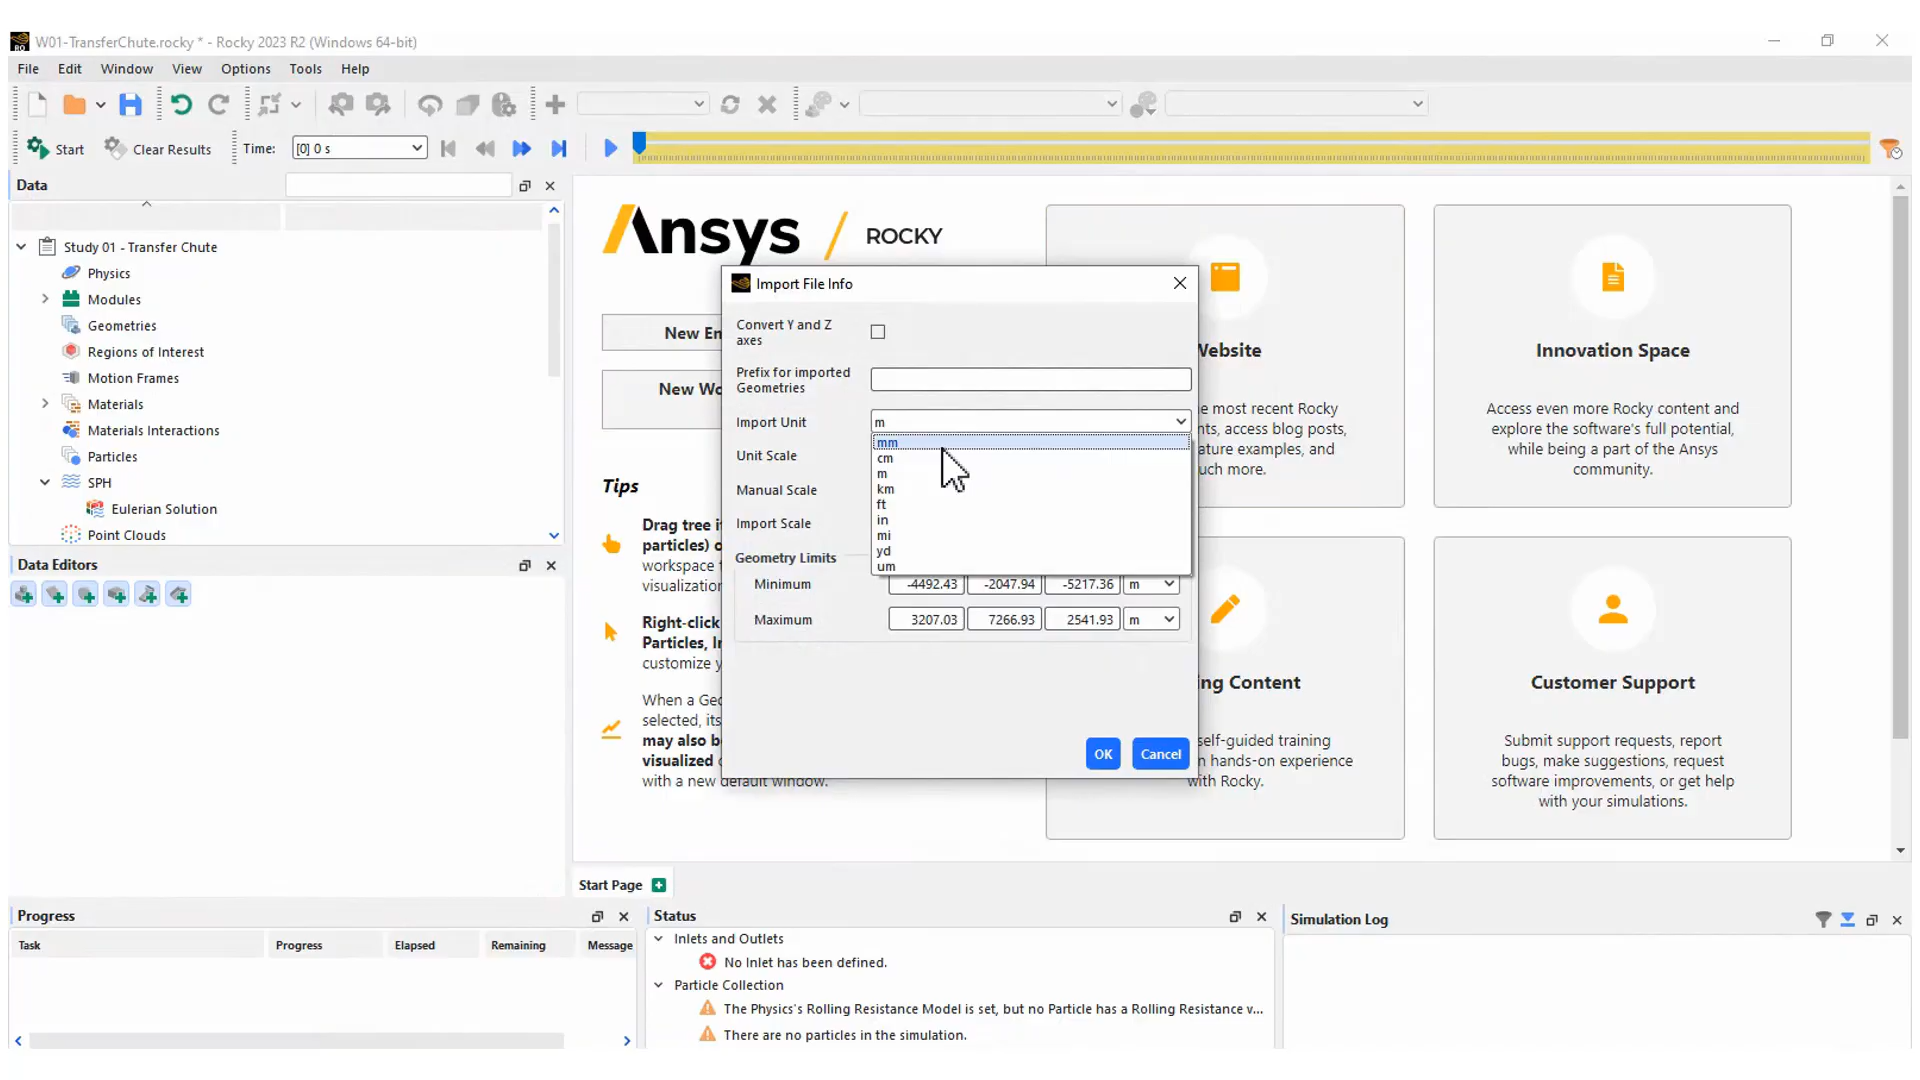 W01-TransferChute.rocky * - Rocky 2023 R2 (Windows 64-bit)
File Edit Window View Options Tools Help
Start Clear Results Time: [0] 0 s
Data
Study 01 - Transfer Chute
Physics
Modules
Geometries
Regions of Interest
Motion Frames
Materials
Materials Interactions
Particles
SPH
Eulerian Solution
Point Clouds
Data Editors
Ansys / ROCKY
New En
New Wo
Tips
Drag tree i
particles) o
workspace
visualization
Right-click
Particles, In
customize y
When a Geo
selected, its
may also be
visualized
with a new default window.
Import File Info
Convert Y and Z
axes
Prefix for imported
Geometries
Import Unit m
mm
cm
m
km
ft
in
mi
yd
um
Unit Scale
Manual Scale
Import Scale
Geometry Limits
Minimum -4492.43 -2047.94 -5217.36 m
Maximum 3207.03 7266.93 2541.93 m
OK Cancel
Website
e most recent Rocky
nts, access blog posts,
ature examples, and
uch more.
Innovation Space
Access even more Rocky content and
explore the software's full potential,
while being a part of the Ansys
community.
ing Content
self-guided training
n hands-on experience
with Rocky.
Customer Support
Submit support requests, report
bugs, make suggestions, request
software improvements, or get help
with your simulations.
Start Page
Progress
Task Progress Elapsed Remaining Message
Status
Inlets and Outlets
No Inlet has been defined.
Particle Collection
The Physics's Rolling Resistance Model is set, but no Particle has a Rolling Resistance v...
There are no particles in the simulation.
Simulation Log